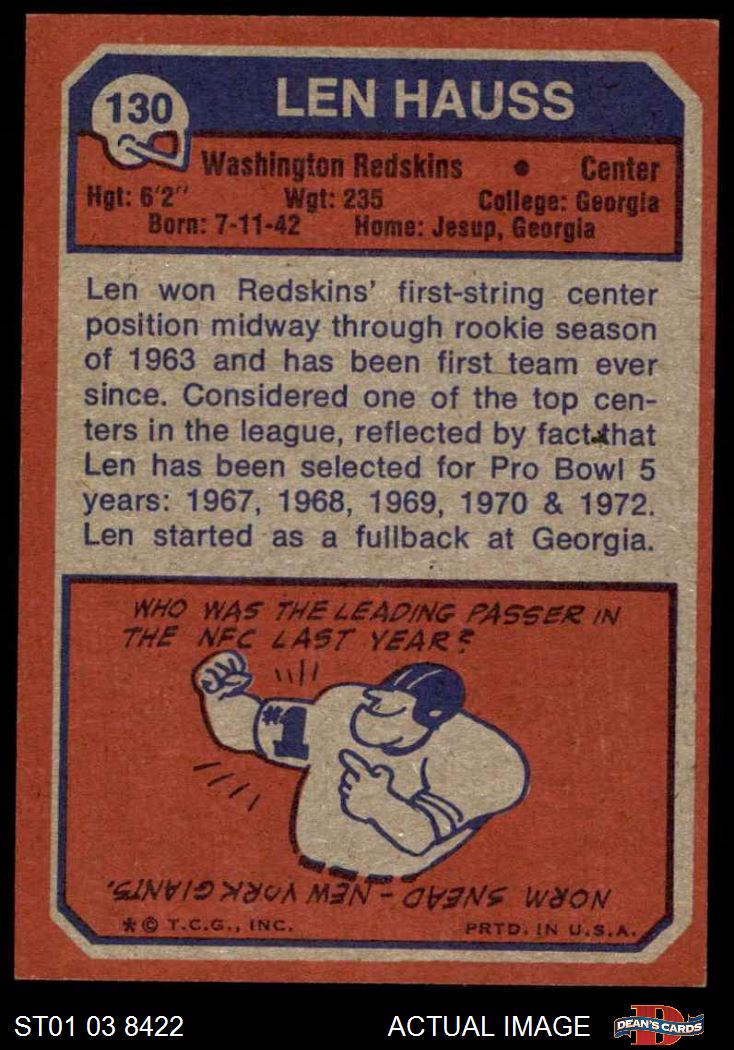 130
LEN HAUSS
Washington Redskins • Center
Hgt: 6'2" Wgt: 235 College: Georgia
Born: 7-11-42 Home: Jesup, Georgia
Len won Redskins' first-string center
position midway through rookie season
of 1963 and has been first team ever
since. Considered one of the top cen-
ters in the league, reflected by fact that
Len has been selected for Pro Bowl 5
years: 1967, 1968, 1969, 1970 & 1972.
Len started as a fullback at Georgia.
WHO WAS THE LEADING PASSER IN
THE NFC LAST YEAR?
#1
NORM SNEAD - NEW YORK GIANTS.
* © T.C.G., INC. PRTD. IN U.S.A.
ST01 03 8422 ACTUAL IMAGE
D
DEAN'S CARDS